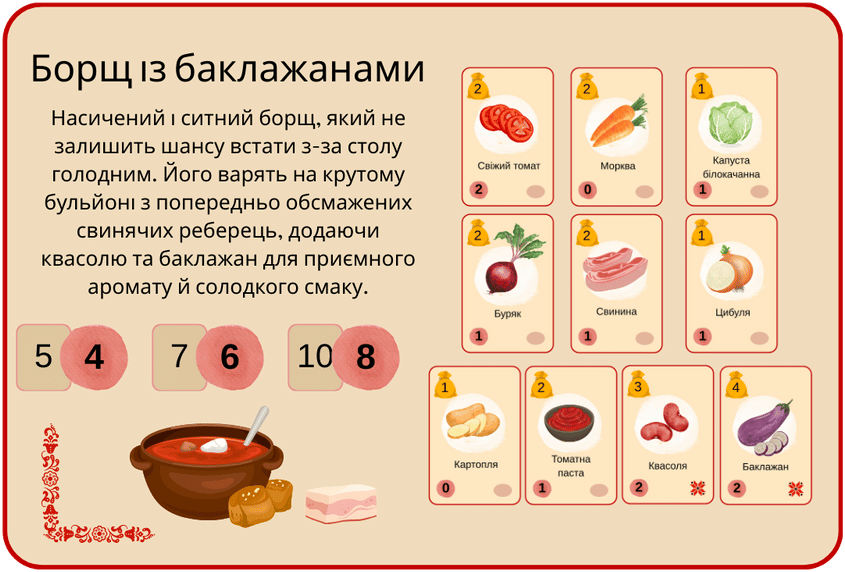 Борщ із баклажанами
Насичений і ситний борщ, який не
залишить шансу встати з-за столу
голодним. Його варять на крутому
бульйоні з попередньо обсмажених
свинячих реберець, додаючи
квасолю та баклажан для приємного
аромату й солодкого смаку.
5 4
7 6
10 8
2
Свіжий томат
2
2
Морква
0
1
Капуста
білокачанна
1
2
Буряк
1
2
Свинина
1
1
Цибуля
1
1
Картопля
0
2
Томатна
паста
1
3
Квасоля
2
4
Баклажан
2